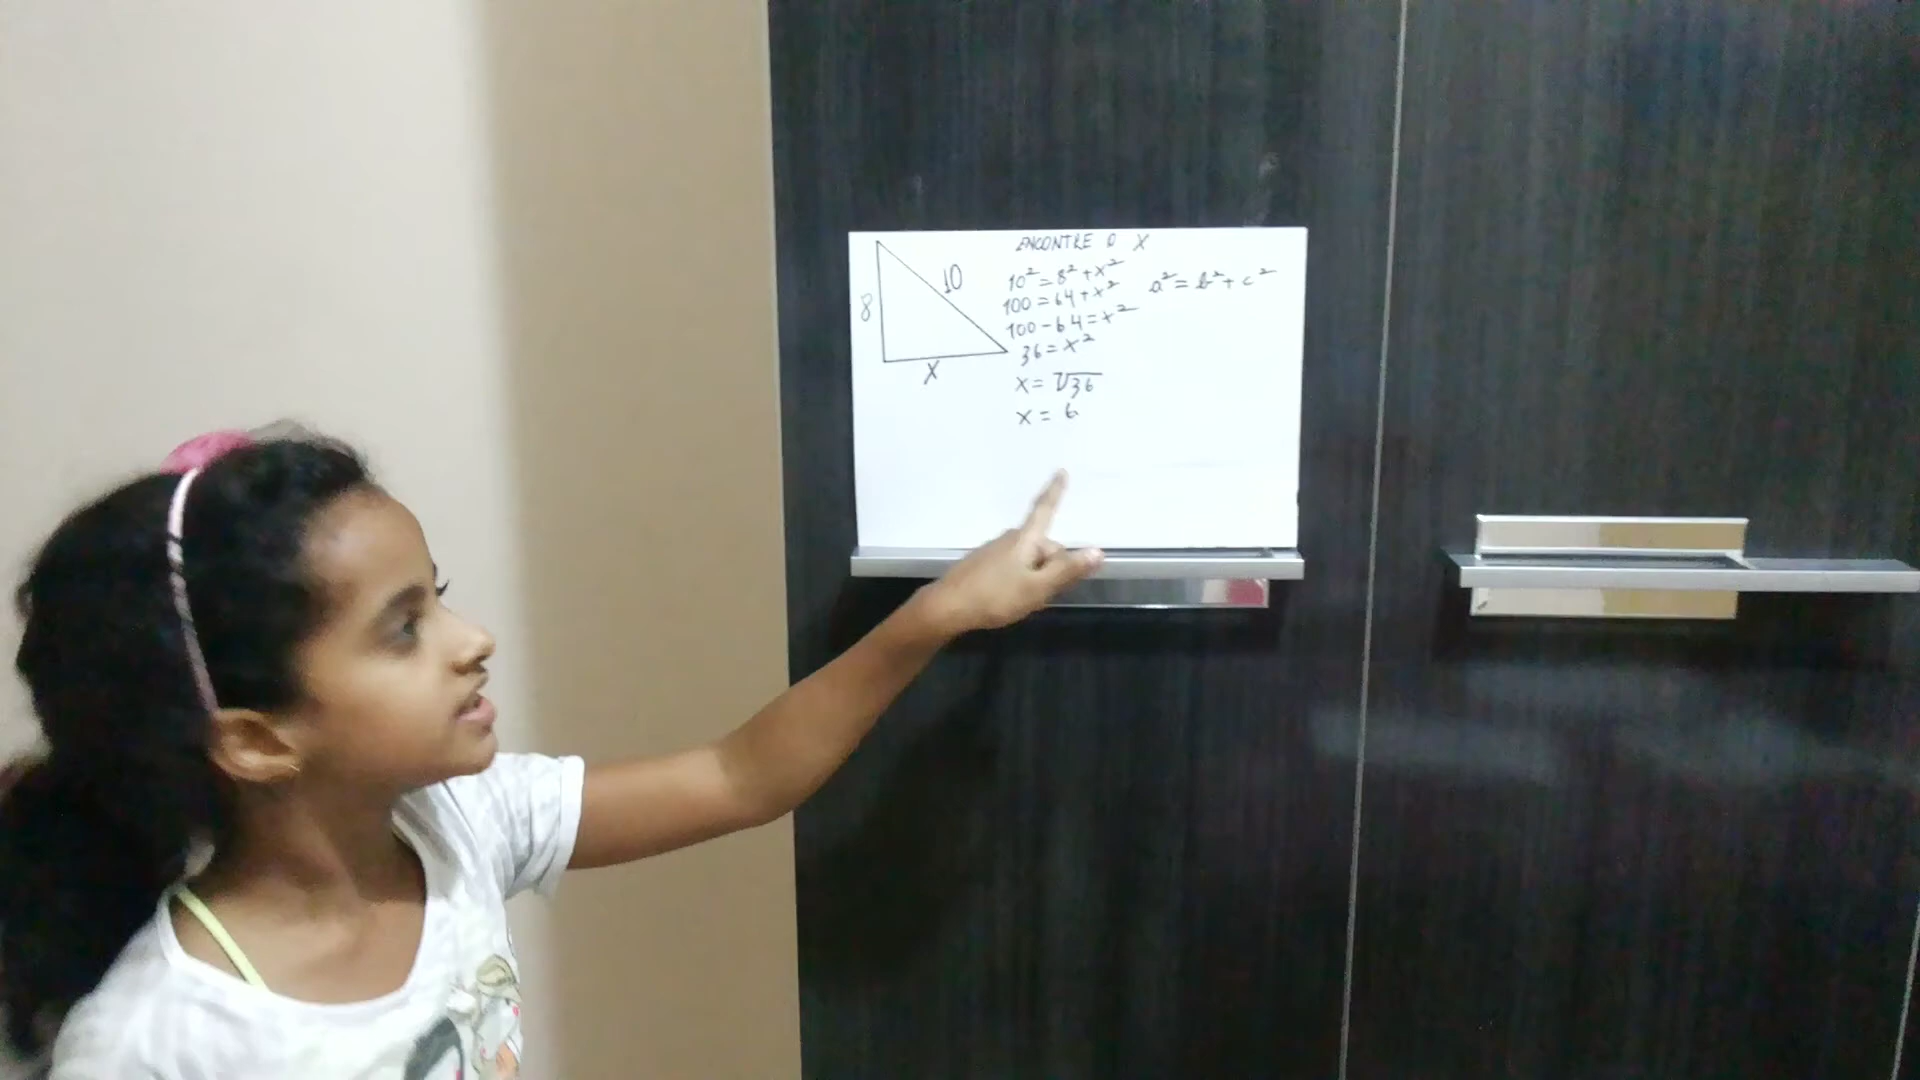 ENCONTRE O X
8
10
X
10² = 8² + x²
a² = b² + c²
100 = 64 + x²
100 - 64 = x²
36 = x²
x = √36
x = 6